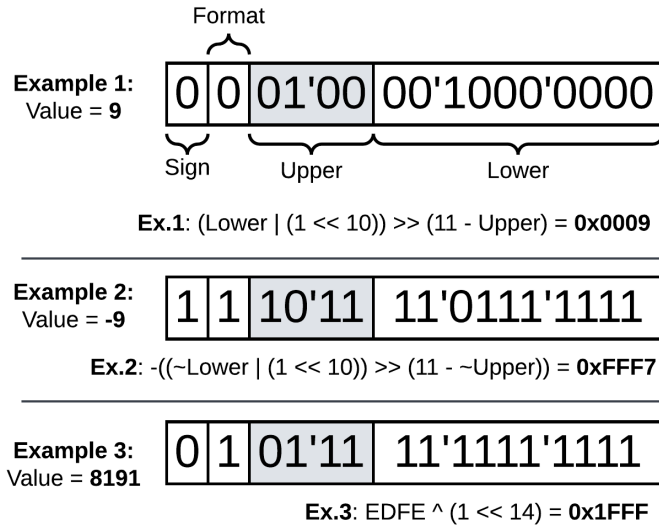 Format
Example 1:
Value = 9
0 0 01'00 00'1000'0000
Sign Upper Lower
Ex.1: (Lower | (1 << 10)) >> (11 - Upper) = 0x0009
Example 2:
Value = -9
1 1 10'11 11'0111'1111
Ex.2: -((~Lower | (1 << 10)) >> (11 - ~Upper)) = 0xFFF7
Example 3:
Value = 8191
0 1 01'11 11'1111'1111
Ex.3: EDFE ^ (1 << 14) = 0x1FFF